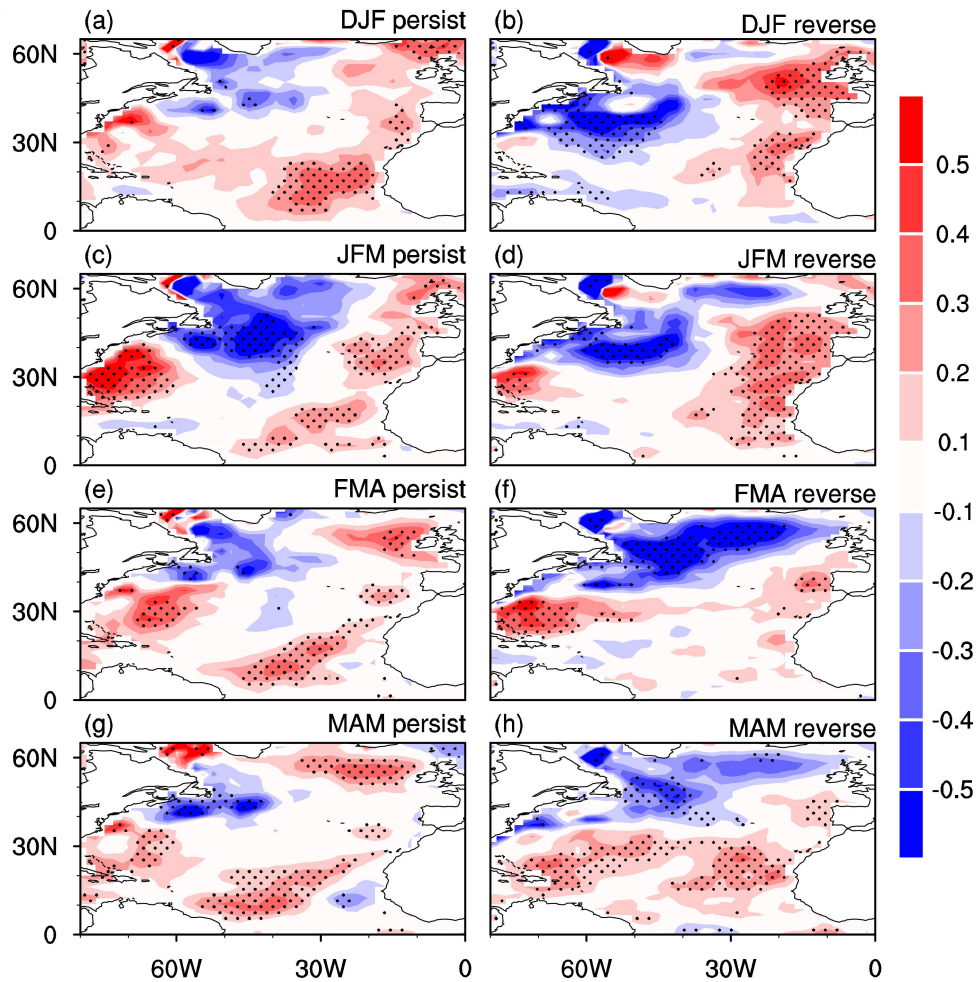 (a) DJF persist (b) DJF reverse
60N
30N
0
(c) JFM persist (d) JFM reverse
60N
30N
0
(e) FMA persist (f) FMA reverse
60N
30N
0
(g) MAM persist (h) MAM reverse
60N
30N
0
60W 30W 0 60W 30W 0
0.5
0.4
0.3
0.2
0.1
-0.1
-0.2
-0.3
-0.4
-0.5